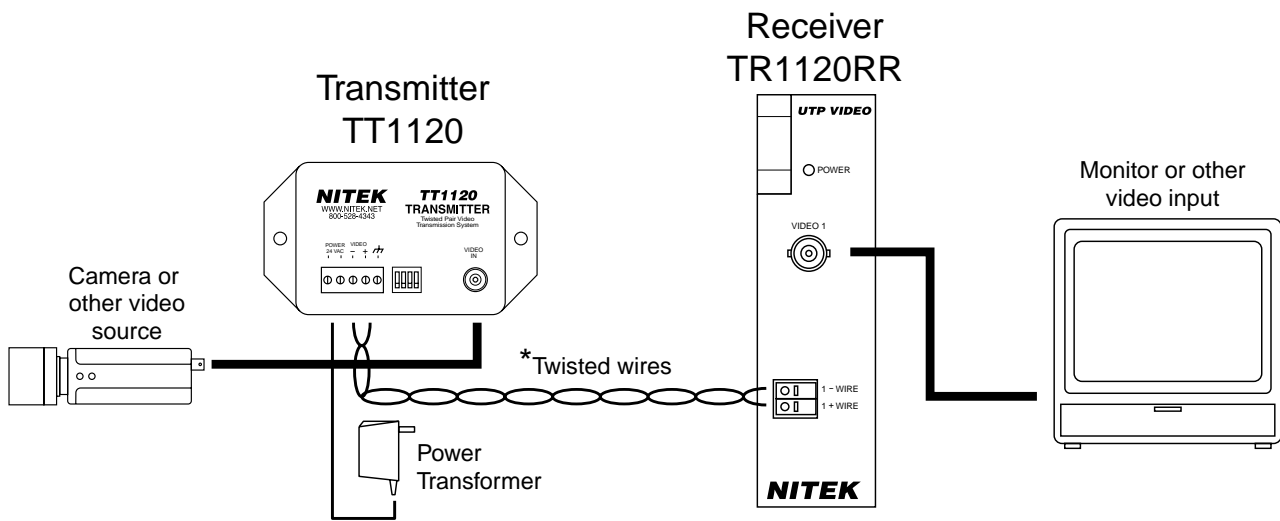 Receiver
TR1120RR
Transmitter
TT1120
UTP VIDEO
POWER
Monitor or other
video input
NITEK
WWW.NITEK.NET
800-528-4343
TT1120
TRANSMITTER
Twisted Pair Video
Transmission System
POWER
24 VAC
VIDEO
− +
VIDEO
IN
VIDEO 1
Camera or
other video
source
*Twisted wires
1 − WIRE
1 + WIRE
Power
Transformer
NITEK